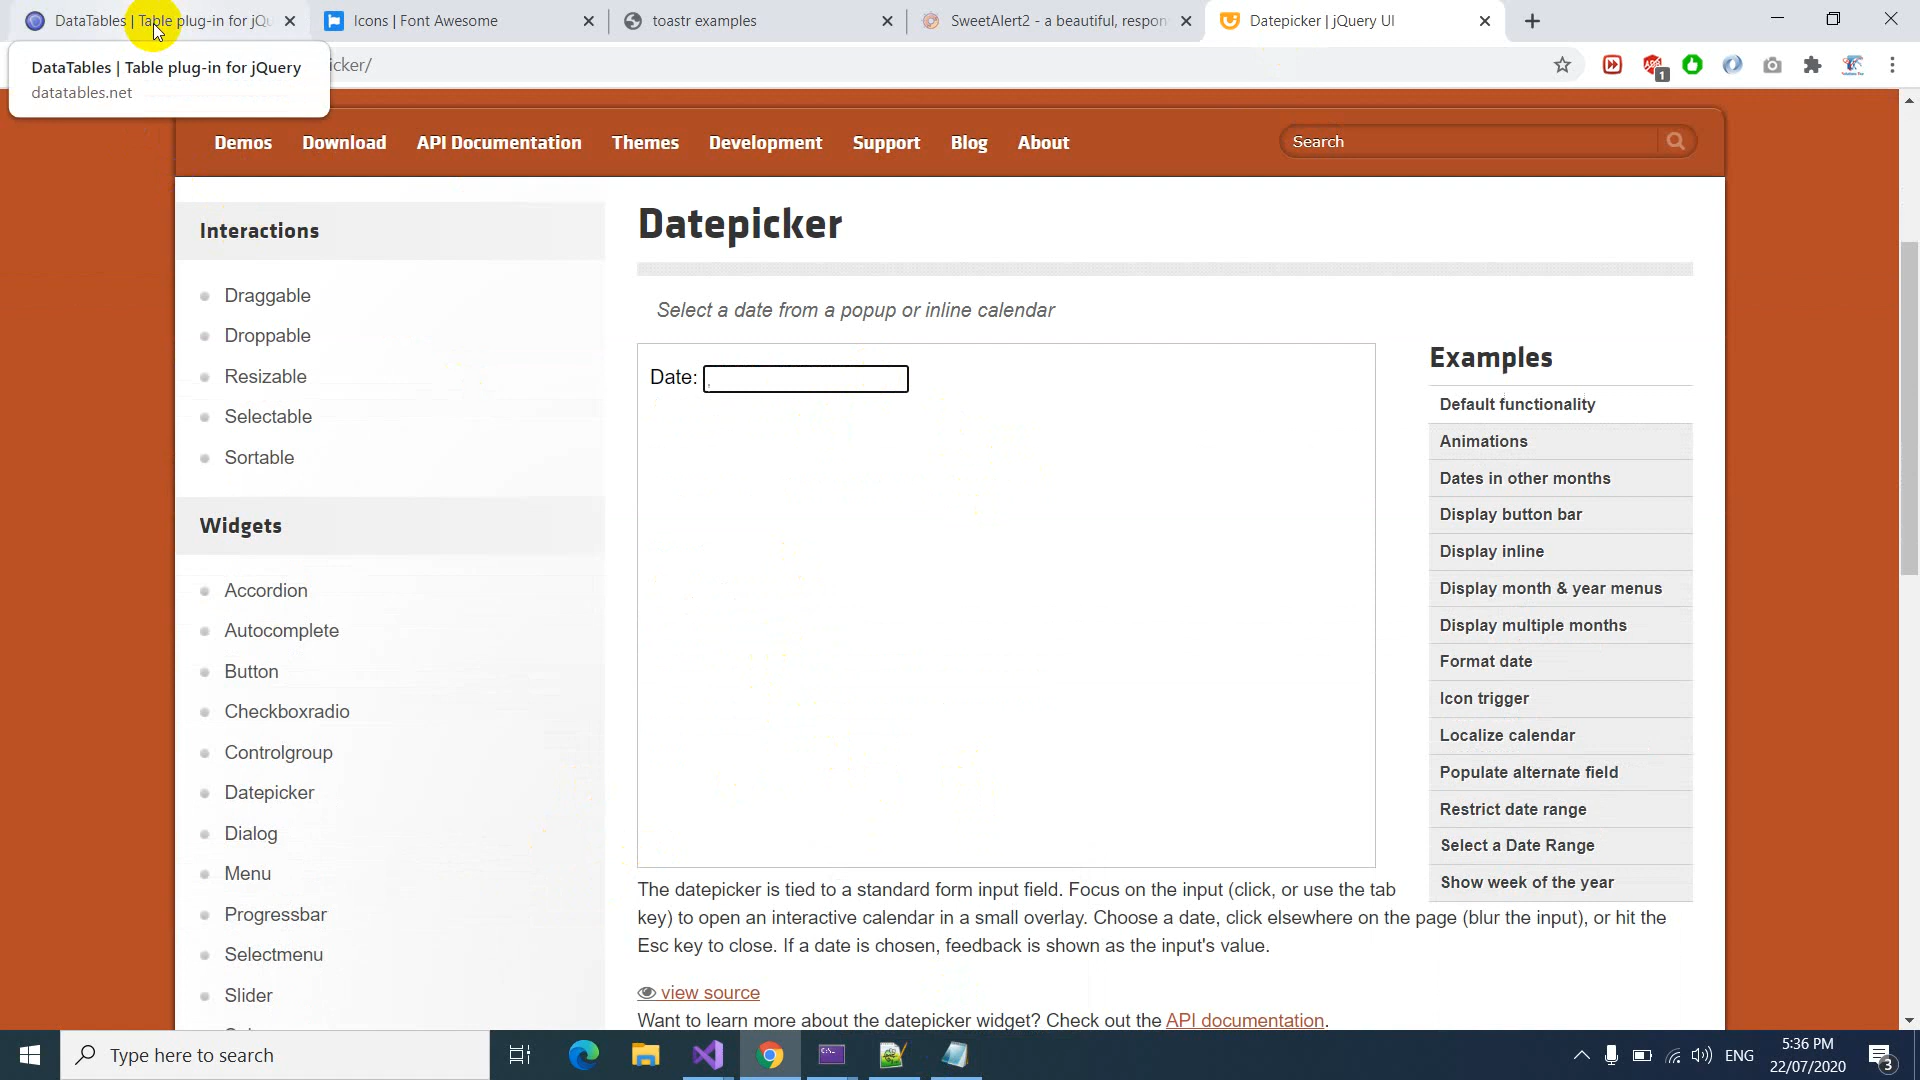 DataTables | Table plug-in for jQu
Icons | Font Awesome
toastr examples
SweetAlert2 - a beautiful, respon
Datepicker | jQuery UI
DataTables | Table plug-in for jQuery
datatables.net
icker/
1
Demos
Download
API Documentation
Themes
Development
Support
Blog
About
Search
Interactions
Draggable
Droppable
Resizable
Selectable
Sortable
Widgets
Accordion
Autocomplete
Button
Checkboxradio
Controlgroup
Datepicker
Dialog
Menu
Progressbar
Selectmenu
Slider
Datepicker
Select a date from a popup or inline calendar
Date:
Examples
Default functionality
Animations
Dates in other months
Display button bar
Display inline
Display month & year menus
Display multiple months
Format date
Icon trigger
Localize calendar
Populate alternate field
Restrict date range
Select a Date Range
Show week of the year
The datepicker is tied to a standard form input field. Focus on the input (click, or use the tab
key) to open an interactive calendar in a small overlay. Choose a date, click elsewhere on the page (blur the input), or hit the
Esc key to close. If a date is chosen, feedback is shown as the input's value.
view source
Want to learn more about the datepicker widget? Check out the API documentation.
Type here to search
ENG
5:36 PM
22/07/2020
3